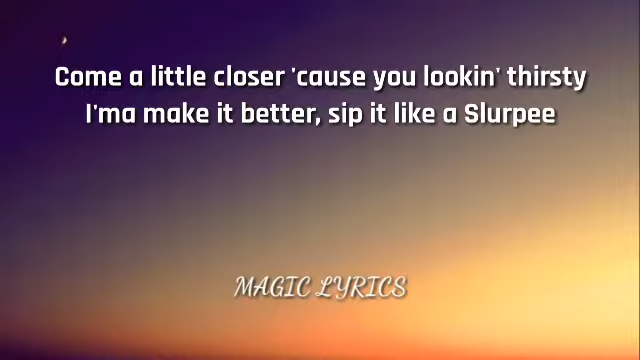 Come a little closer 'cause you lookin' thirsty
I'ma make it better, sip it like a Slurpee
MAGIC LYRICS